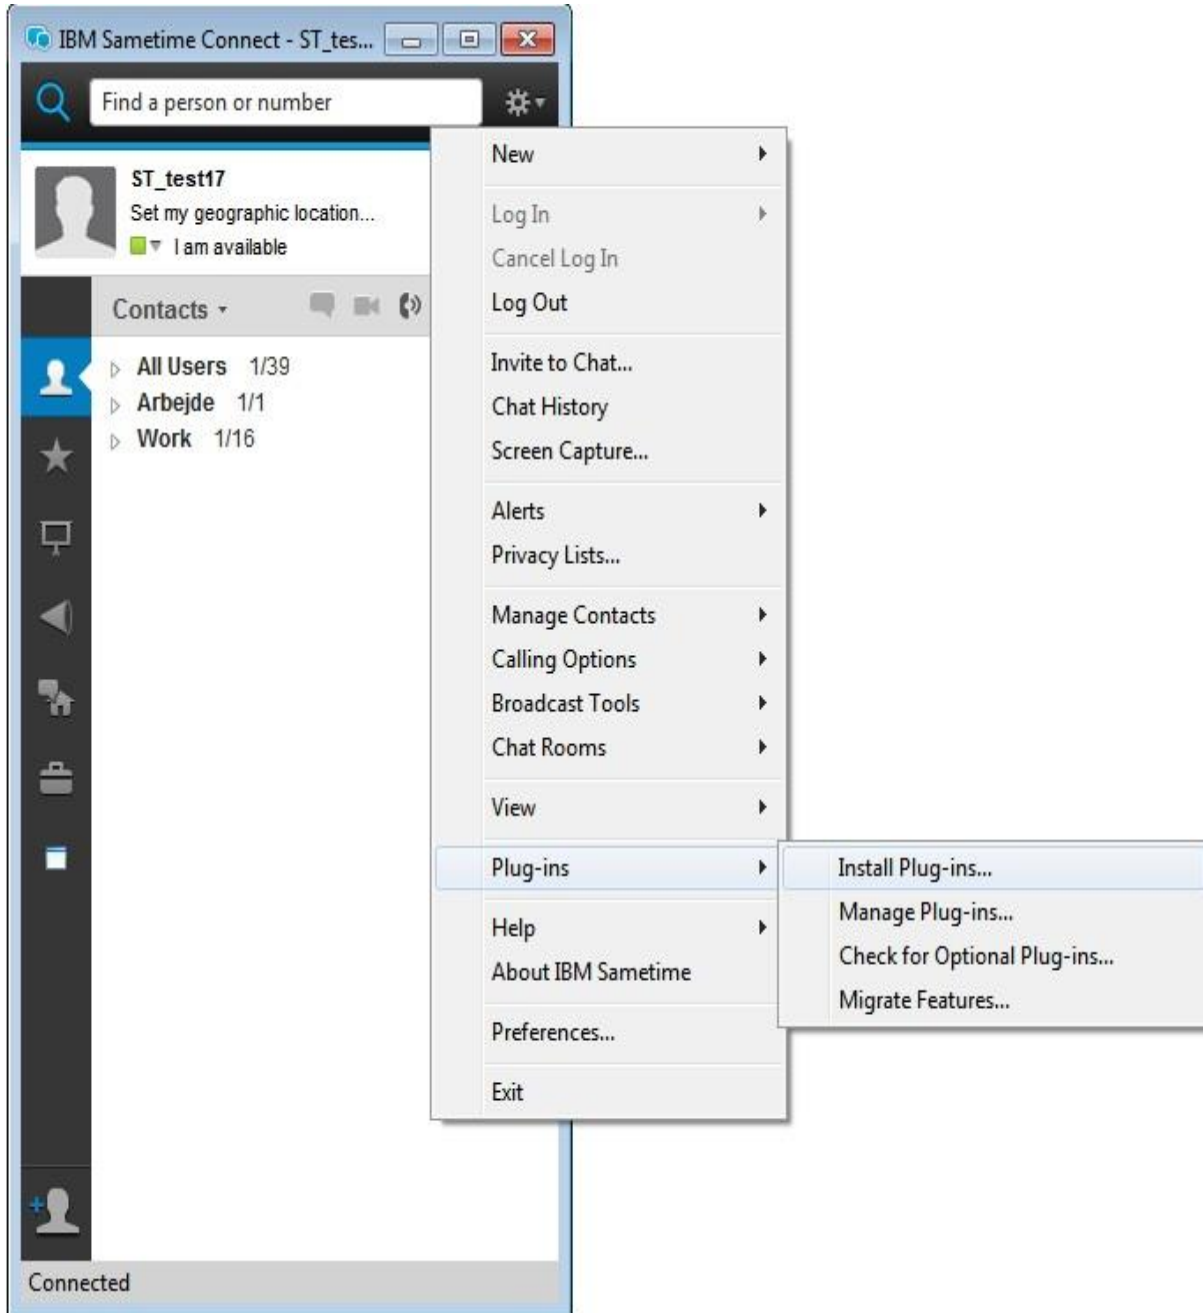 IBM Sametime Connect - ST_tes...
Find a person or number
ST_test17
Set my geographic location...
I am available
Contacts
All Users 1/39
Arbejde 1/1
Work 1/16
New
Log In
Cancel Log In
Log Out
Invite to Chat...
Chat History
Screen Capture...
Alerts
Privacy Lists...
Manage Contacts
Calling Options
Broadcast Tools
Chat Rooms
View
Plug-ins
Help
About IBM Sametime
Preferences...
Exit
Install Plug-ins...
Manage Plug-ins...
Check for Optional Plug-ins...
Migrate Features...
Connected